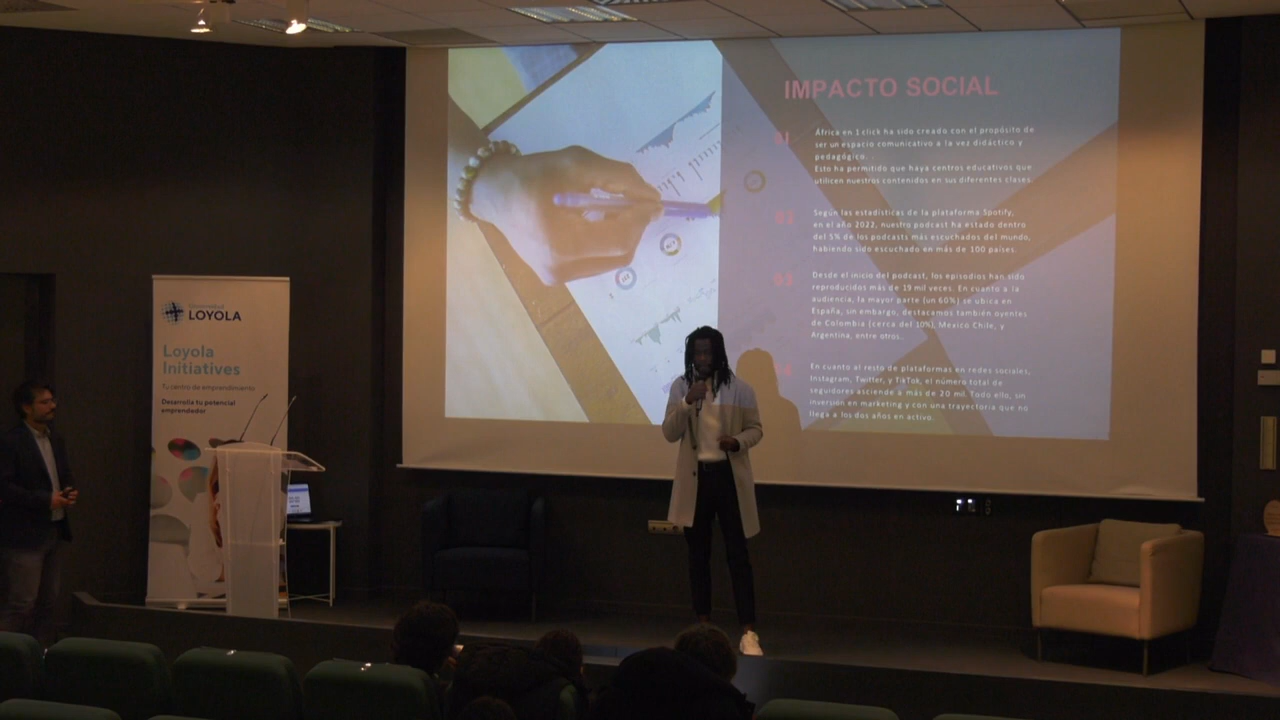 IMPACTO SOCIAL
01
África en 1 click ha sido creado con el propósito de
ser un espacio comunicativo a la vez didáctico y
pedagógico. .
Esto ha permitido que haya centros educativos que
utilicen nuestros contenidos en sus diferentes clases.
02
Según las estadísticas de la plataforma Spotify,
en el año 2022, nuestro podcast ha estado dentro
del 5% de los podcasts más escuchados del mundo,
habiendo sido escuchado en más de 100 países.
03
Desde el inicio del podcast, los episodios han sido
reproducidos más de 19 mil veces. En cuanto a la
audiencia, la mayor parte (un 60%) se ubica en
España, sin embargo, destacamos también oyentes
de Colombia (cerca del 10%), Mexico Chile, y
Argentina, entre otros..
04
En cuanto al resto de plataformas en redes sociales,
Instagram, Twitter, y TikTok, el número total de
seguidores asciende a más de 20 mil. Todo ello, sin
inversión en marketing y con una trayectoria que no
llega a los dos años en activo.
Universidad
LOYOLA
Loyola
Initiatives
Tu centro de emprendimiento
Desarrolla tu potencial
emprendedor